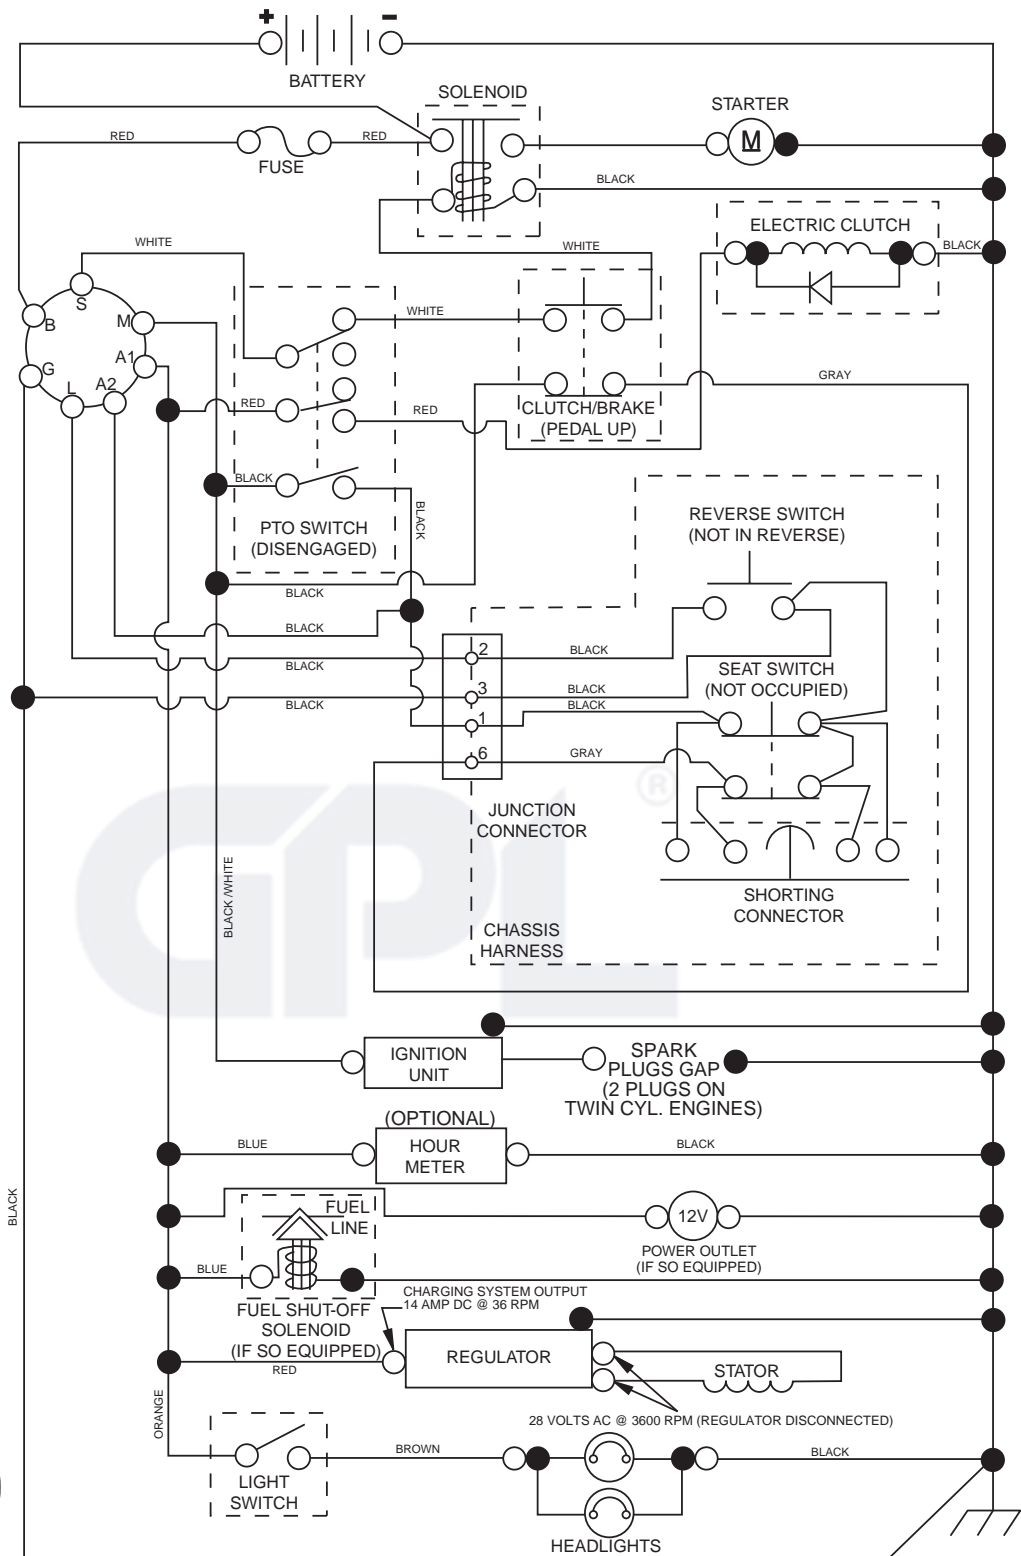 + -
BATTERY
SOLENOID
STARTER
M
RED
FUSE
RED
BLACK
ELECTRIC CLUTCH
BLACK
WHITE
WHITE
S
B
M
WHITE
A1
G
L
A2
RED
RED
GRAY
CLUTCH/BRAKE
(PEDAL UP)
BLACK
BLACK
PTO SWITCH
(DISENGAGED)
REVERSE SWITCH
(NOT IN REVERSE)
BLACK
BLACK
2
BLACK
BLACK
SEAT SWITCH
(NOT OCCUPIED)
3
BLACK
BLACK
BLACK
1
6
GRAY
GPL
®
JUNCTION
CONNECTOR
SHORTING
CONNECTOR
BLACK /WHITE
CHASSIS
HARNESS
IGNITION
UNIT
SPARK
PLUGS GAP
(2 PLUGS ON
TWIN CYL. ENGINES)
(OPTIONAL)
HOUR
METER
BLUE
BLACK
BLACK
FUEL
LINE
12V
POWER OUTLET
(IF SO EQUIPPED)
BLUE
CHARGING SYSTEM OUTPUT
14 AMP DC @ 36 RPM
FUEL SHUT-OFF
SOLENOID
(IF SO EQUIPPED)
RED
REGULATOR
STATOR
28 VOLTS AC @ 3600 RPM (REGULATOR DISCONNECTED)
ORANGE
BROWN
BLACK
LIGHT
SWITCH
HEADLIGHTS